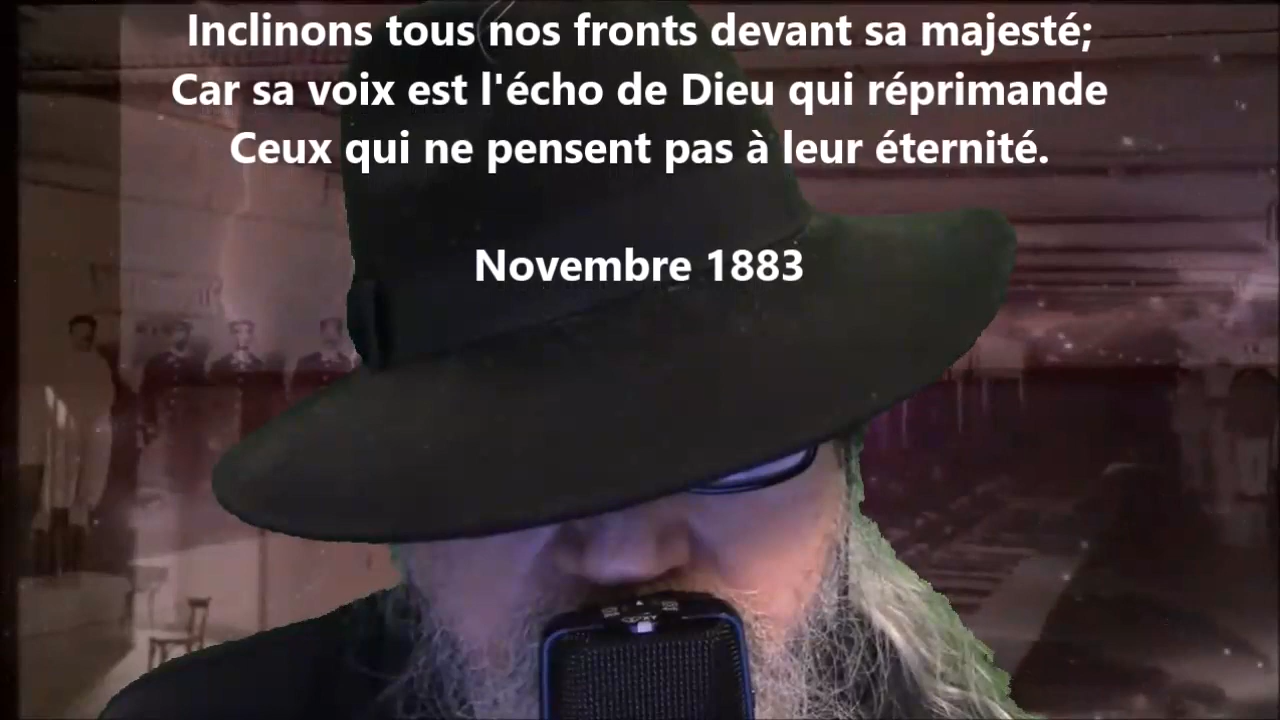 Inclinons tous nos fronts devant sa majesté;
Car sa voix est l'écho de Dieu qui réprimande
Ceux qui ne pensent pas à leur éternité.
Novembre 1883